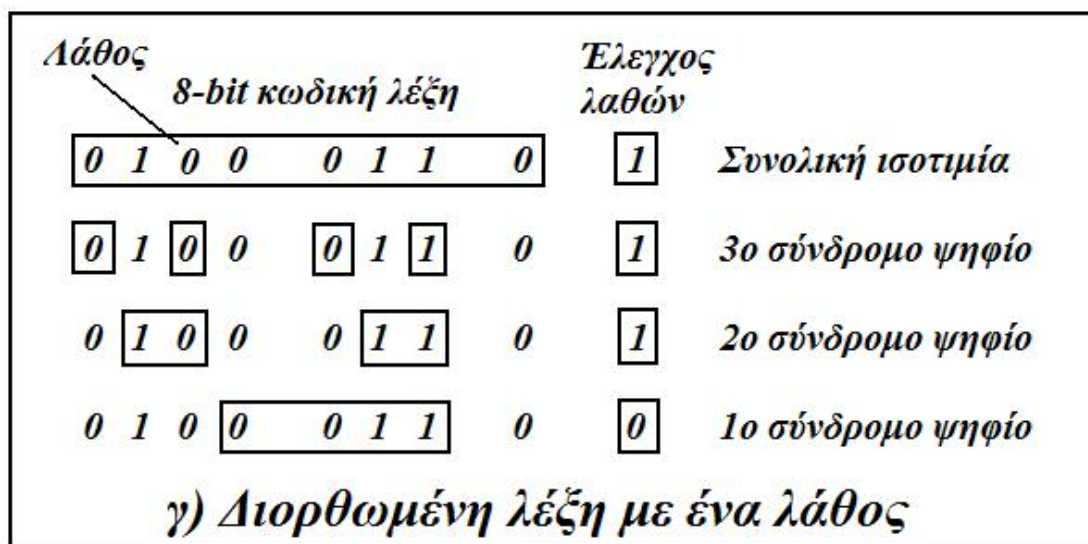 Λάθος
8-bit κωδική λέξη
Έλεγχος
λαθών
0 1 0 0 0 1 1 0 1 Συνολική ισοτιμία
0 1 0 0 0 1 1 0 1 3ο σύνδρομο ψηφίο
0 1 0 0 0 1 1 0 1 2ο σύνδρομο ψηφίο
0 1 0 0 0 1 1 0 0 1ο σύνδρομο ψηφίο
γ) Διορθωμένη λέξη με ένα λάθος